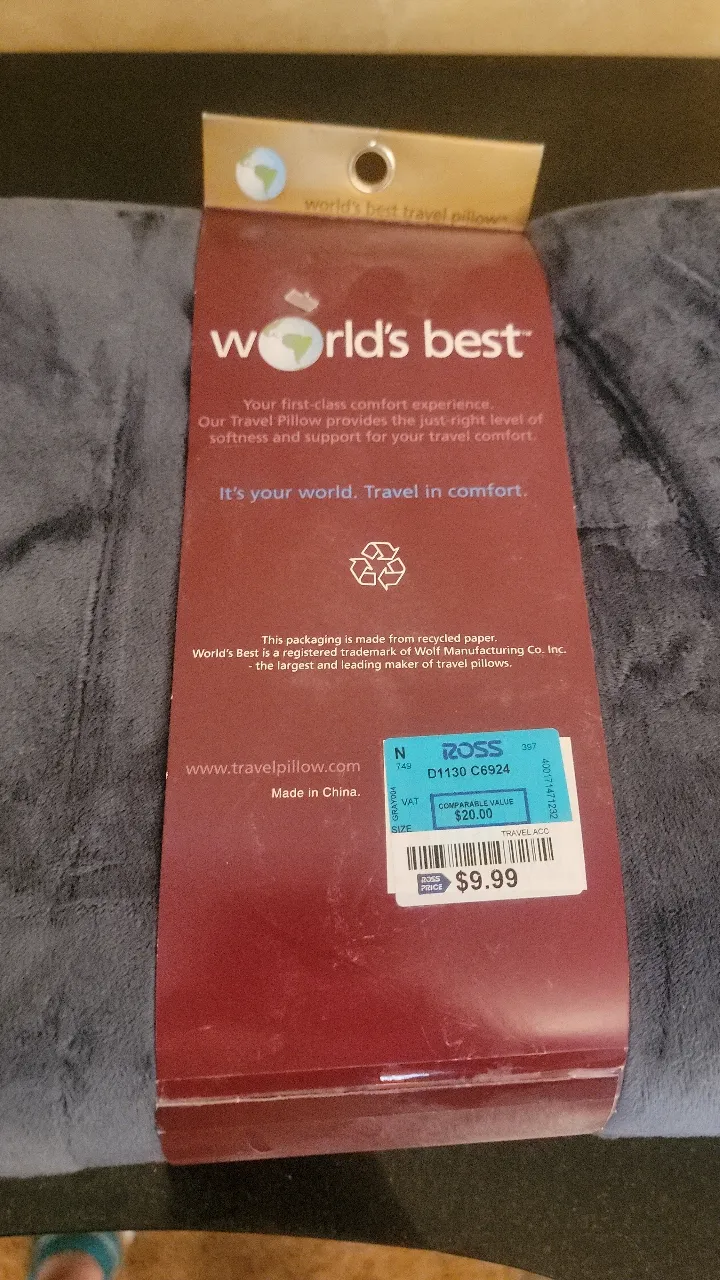 world's best travel pillow™
world's best™
Your first-class comfort experience.
Our Travel Pillow provides the just-right level of
softness and support for your travel comfort.
It's your world. Travel in comfort.
This packaging is made from recycled paper.
World's Best is a registered trademark of Wolf Manufacturing Co. Inc.
- the largest and leading maker of travel pillows.
www.travelpillow.com
Made in China.
N ROSS 397
749 D1130 C6924
400171471232
GRAY004
VAT
COMPARABLE VALUE
$20.00
SIZE
TRAVEL ACC
ROSS PRICE $9.99